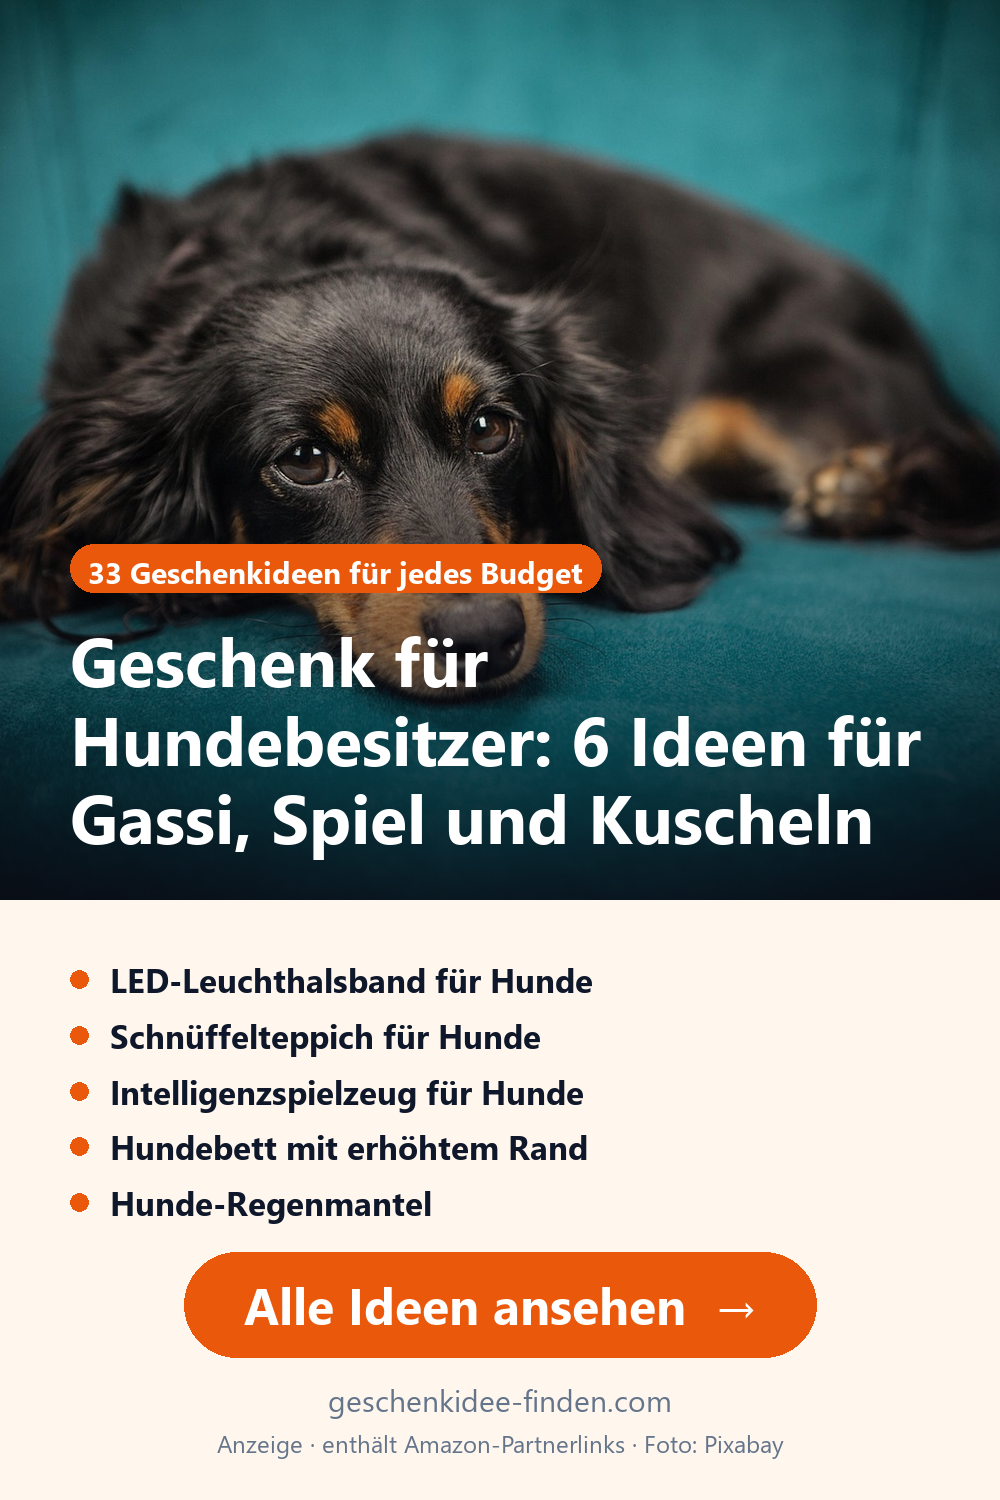 33 Geschenkideen für jedes Budget
Geschenk für
Hundebesitzer: 6 Ideen für
Gassi, Spiel und Kuscheln
LED-Leuchthalsband für Hunde
Schnüffelteppich für Hunde
Intelligenzspielzeug für Hunde
Hundebett mit erhöhtem Rand
Hunde-Regenmantel
Alle Ideen ansehen →
geschenkidee-finden.com
Anzeige · enthält Amazon-Partnerlinks · Foto: Pixabay